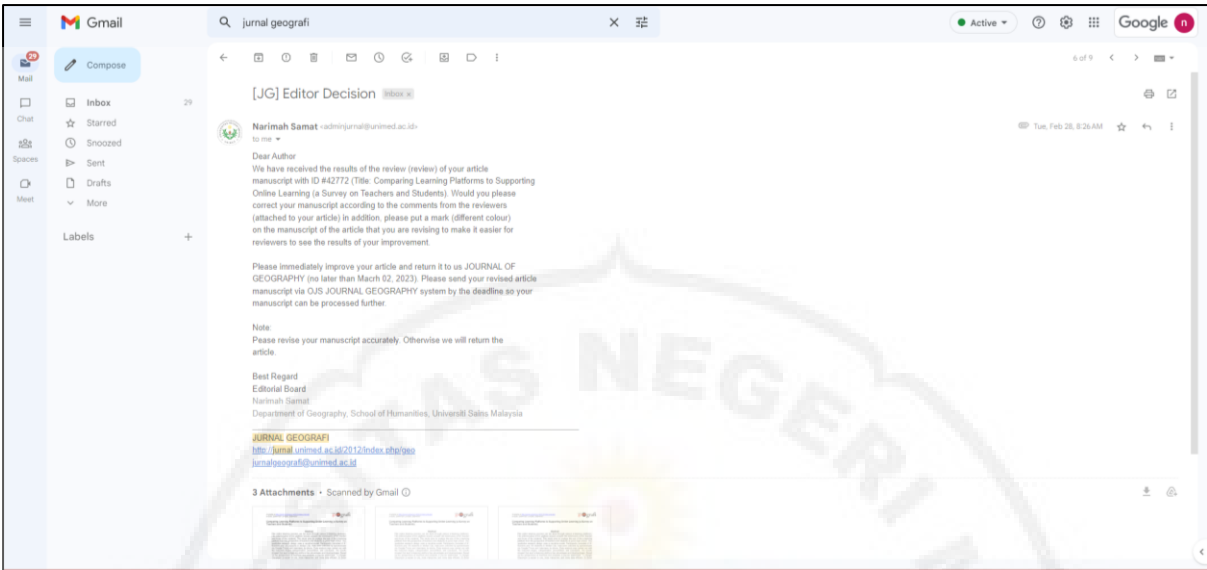 Gmail
jurnal geografi
Active
Google
n
29
Mail
Chat
Spaces
Meet
Compose
Inbox 29
Starred
Snoozed
Sent
Drafts
More
Labels
6 of 9
[JG] Editor Decision Inbox x
Narimah Samat <adminjurnal@unimed.ac.id>
to me
Tue, Feb 28, 8:26 AM
Dear Author
We have received the results of the review (review) of your article
manuscript with ID #42772 (Title: Comparing Learning Platforms to Supporting
Online Learning (a Survey on Teachers and Students). Would you please
correct your manuscript according to the comments from the reviewers
(attached to your article) in addition, please put a mark (different colour)
on the manuscript of the article that you are revising to make it easier for
reviewers to see the results of your improvement.
Please immediately improve your article and return it to us JOURNAL OF
GEOGRAPHY (no later than Macrh 02, 2023). Please send your revised article
manuscript via OJS JOURNAL GEOGRAPHY system by the deadline so your
manuscript can be processed further.
Note:
Pease revise your manuscript accurately. Otherwise we will return the
article.
Best Regard
Editorial Board
Narimah Samat
Department of Geography, School of Humanities, Universiti Sains Malaysia
JURNAL GEOGRAFI
http://jurnal.unimed.ac.id/2012/index.php/geo
jurnalgeografi@unimed.ac.id
3 Attachments • Scanned by Gmail
TAS NEGERI